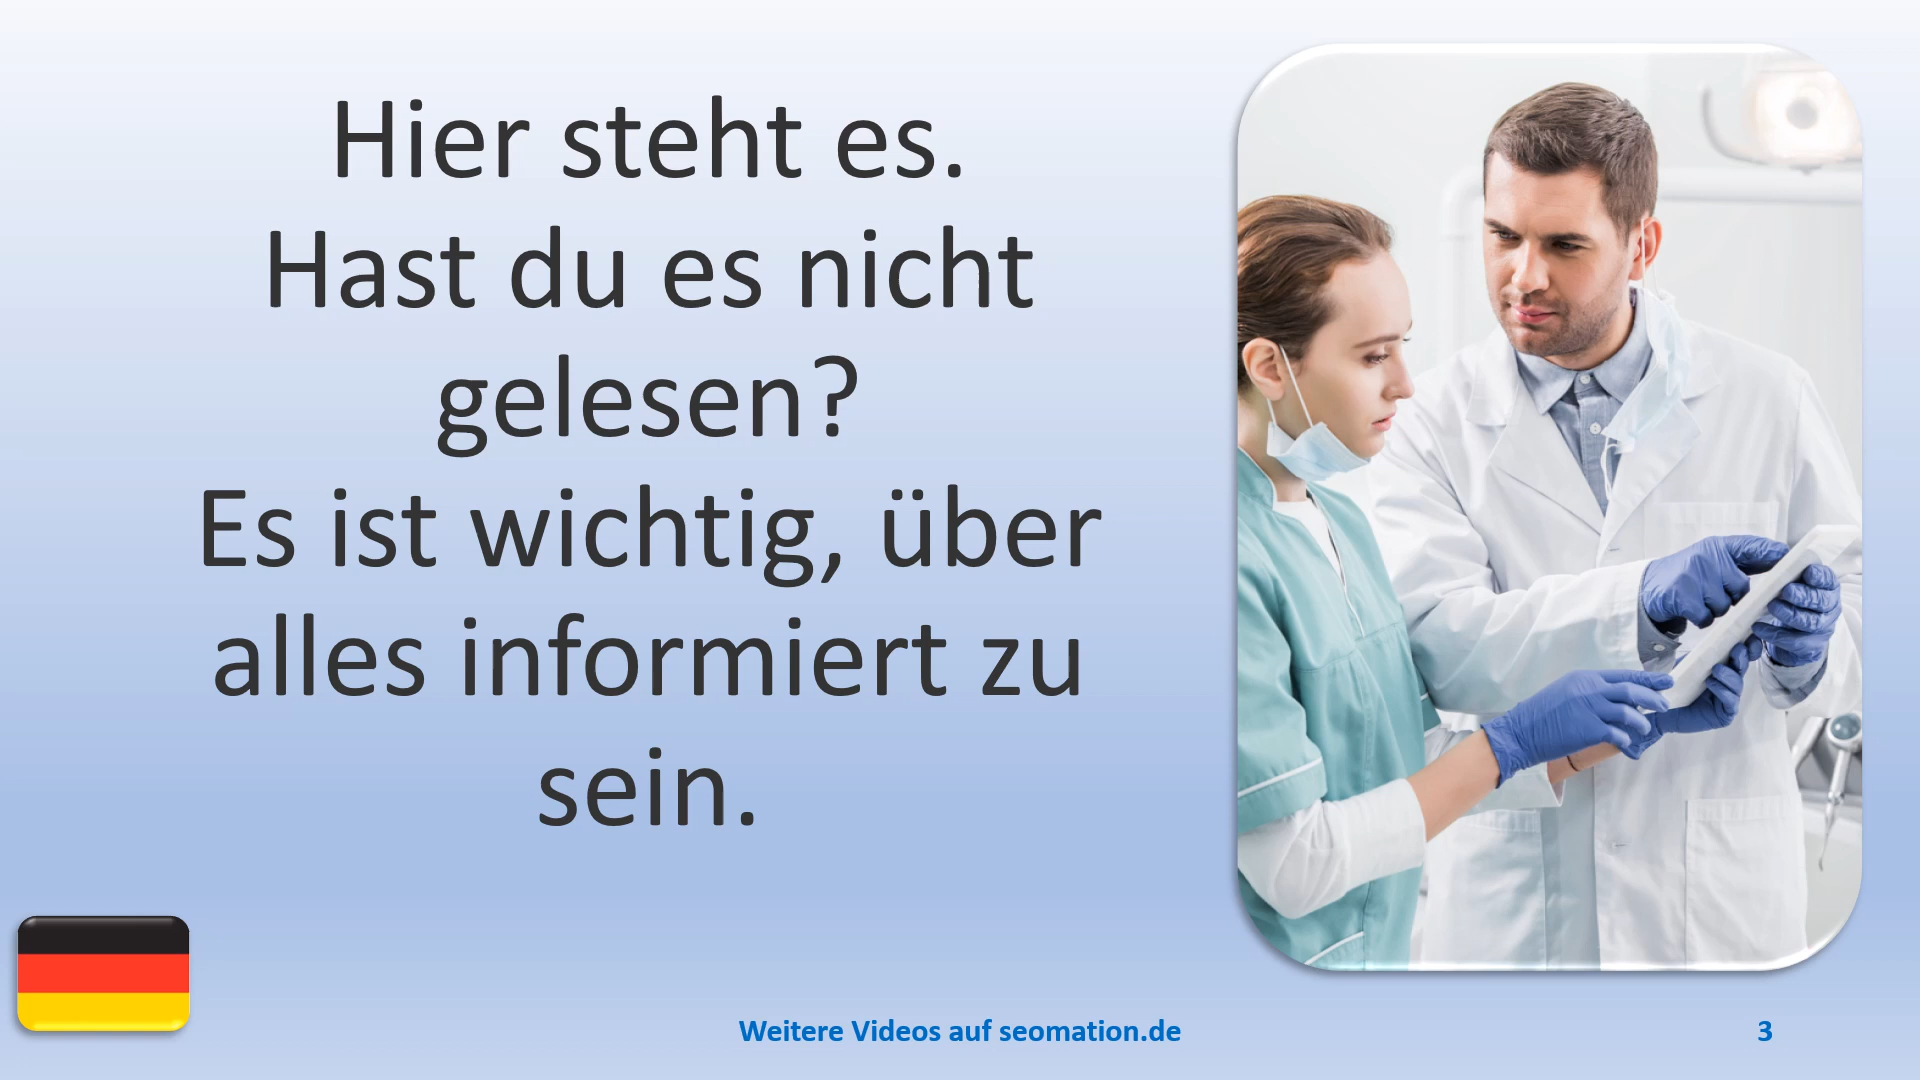 Hier steht es.
Hast du es nicht
gelesen?
Es ist wichtig, über
alles informiert zu
sein.
Weitere Videos auf seomation.de
3